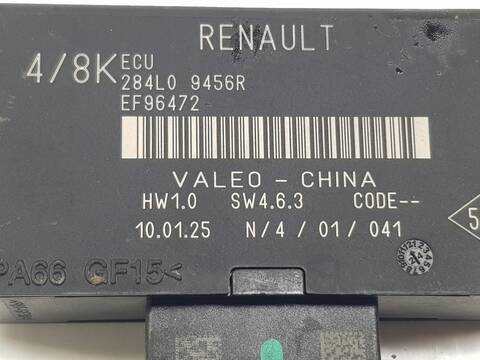 RENAULT
4/8K ECU
284L0 9456R
EF96472
VALEO - CHINA
HW1.0 SW4.6.3 CODE--
10.01.25 N/4/01/041
5
PA66 GF15<